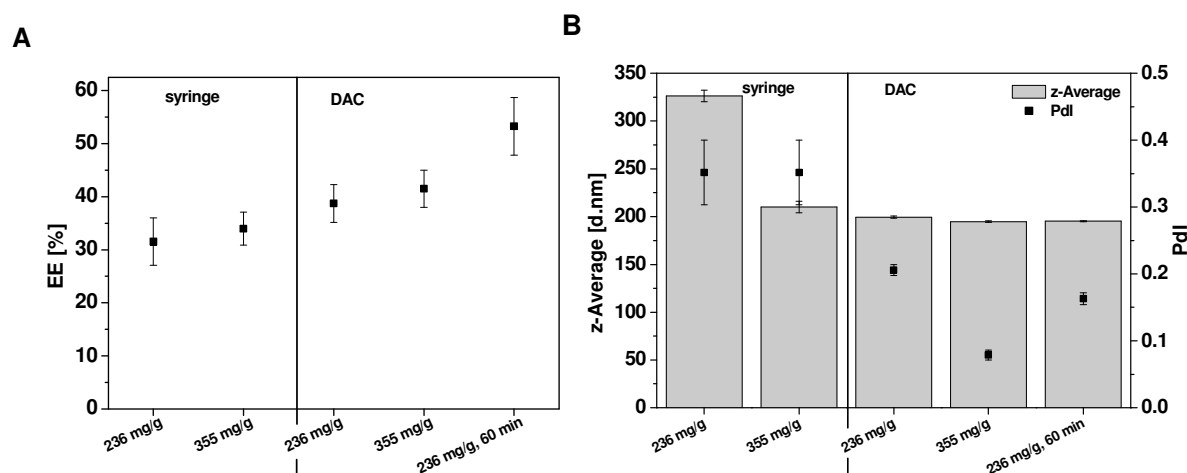 A
EE [%]
60
50
40
30
20
10
0
syringe
DAC
236 mg/g
355 mg/g
236 mg/g
355 mg/g
236 mg/g, 60 min
B
z-Average [d.nm]
350
300
250
200
150
100
50
0
syringe
DAC
z-Average
PdI
0.5
0.4
0.3
0.2
0.1
0.0
PdI
236 mg/g
355 mg/g
236 mg/g
355 mg/g
236 mg/g, 60 min